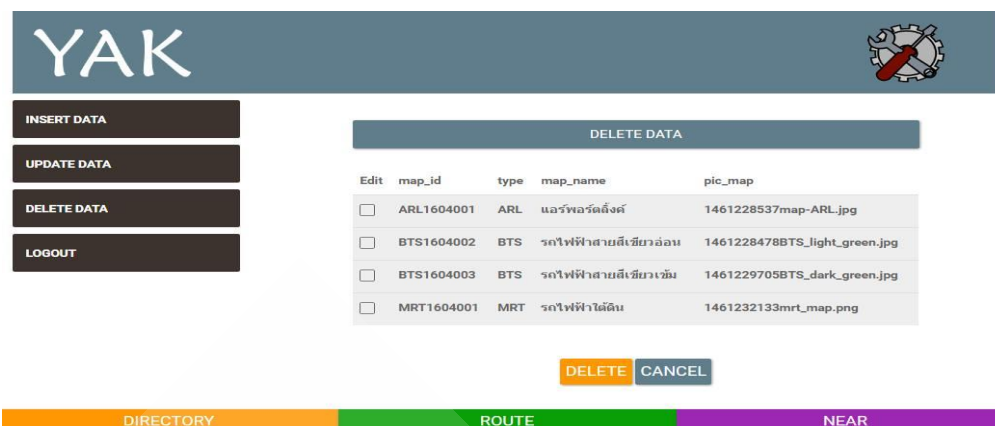 YAK
INSERT DATA
UPDATE DATA
DELETE DATA
LOGOUT
DELETE DATA
Edit map_id type map_name pic_map
ARL1604001 ARL แอร์พอร์ตลิ้งค์ 1461228537map-ARL.jpg
BTS1604002 BTS รถไฟฟ้าสายสีเขียวอ่อน 1461228478BTS_light_green.jpg
BTS1604003 BTS รถไฟฟ้าสายสีเขียวเข้ม 1461229705BTS_dark_green.jpg
MRT1604001 MRT รถไฟฟ้าใต้ดิน 1461232133mrt_map.png
DELETE CANCEL
DIRECTORY ROUTE NEAR